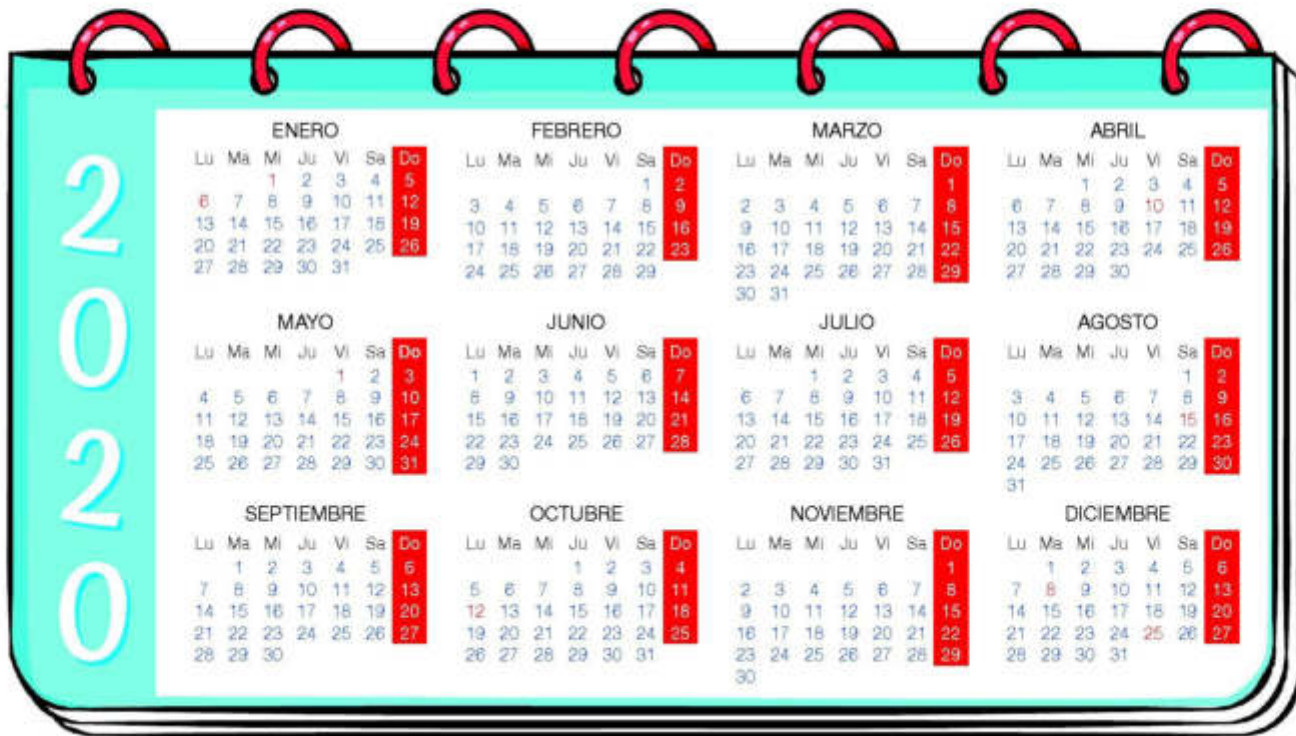 2
0
2
0
ENERO
Lu Ma Mi Ju Vi Sa Do
1 2 3 4 5
6 7 8 9 10 11 12
13 14 15 16 17 18 19
20 21 22 23 24 25 26
27 28 29 30 31
FEBRERO
Lu Ma Mi Ju Vi Sa Do
1 2
3 4 5 6 7 8 9
10 11 12 13 14 15 16
17 18 19 20 21 22 23
24 25 26 27 28 29
MARZO
Lu Ma Mi Ju Vi Sa Do
1
2 3 4 5 6 7 8
9 10 11 12 13 14 15
16 17 18 19 20 21 22
23 24 25 26 27 28 29
30 31
ABRIL
Lu Ma Mi Ju Vi Sa Do
1 2 3 4 5
6 7 8 9 10 11 12
13 14 15 16 17 18 19
20 21 22 23 24 25 26
27 28 29 30
MAYO
Lu Ma Mi Ju Vi Sa Do
1 2 3
4 5 6 7 8 9 10
11 12 13 14 15 16 17
18 19 20 21 22 23 24
25 26 27 28 29 30 31
JUNIO
Lu Ma Mi Ju Vi Sa Do
1 2 3 4 5 6 7
8 9 10 11 12 13 14
15 16 17 18 19 20 21
22 23 24 25 26 27 28
29 30
JULIO
Lu Ma Mi Ju Vi Sa Do
1 2 3 4 5
6 7 8 9 10 11 12
13 14 15 16 17 18 19
20 21 22 23 24 25 26
27 28 29 30 31
AGOSTO
Lu Ma Mi Ju Vi Sa Do
1 2
3 4 5 6 7 8 9
10 11 12 13 14 15 16
17 18 19 20 21 22 23
24 25 26 27 28 29 30
31
SEPTIEMBRE
Lu Ma Mi Ju Vi Sa Do
1 2 3 4 5 6
7 8 9 10 11 12 13
14 15 16 17 18 19 20
21 22 23 24 25 26 27
28 29 30
OCTUBRE
Lu Ma Mi Ju Vi Sa Do
1 2 3 4
5 6 7 8 9 10 11
12 13 14 15 16 17 18
19 20 21 22 23 24 25
26 27 28 29 30 31
NOVIEMBRE
Lu Ma Mi Ju Vi Sa Do
1
2 3 4 5 6 7 8
9 10 11 12 13 14 15
16 17 18 19 20 21 22
23 24 25 26 27 28 29
30
DICIEMBRE
Lu Ma Mi Ju Vi Sa Do
1 2 3 4 5 6
7 8 9 10 11 12 13
14 15 16 17 18 19 20
21 22 23 24 25 26 27
28 29 30 31